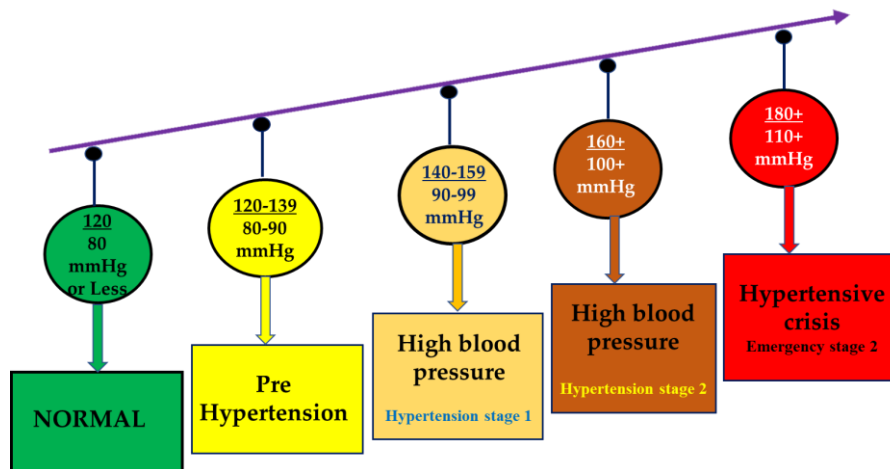 120
80
mmHg
or Less
NORMAL
120-139
80-90
mmHg
Pre
Hypertension
140-159
90-99
mmHg
High blood
pressure
Hypertension stage 1
160+
100+
mmHg
High blood
pressure
Hypertension stage 2
180+
110+
mmHg
Hypertensive
crisis
Emergency stage 2